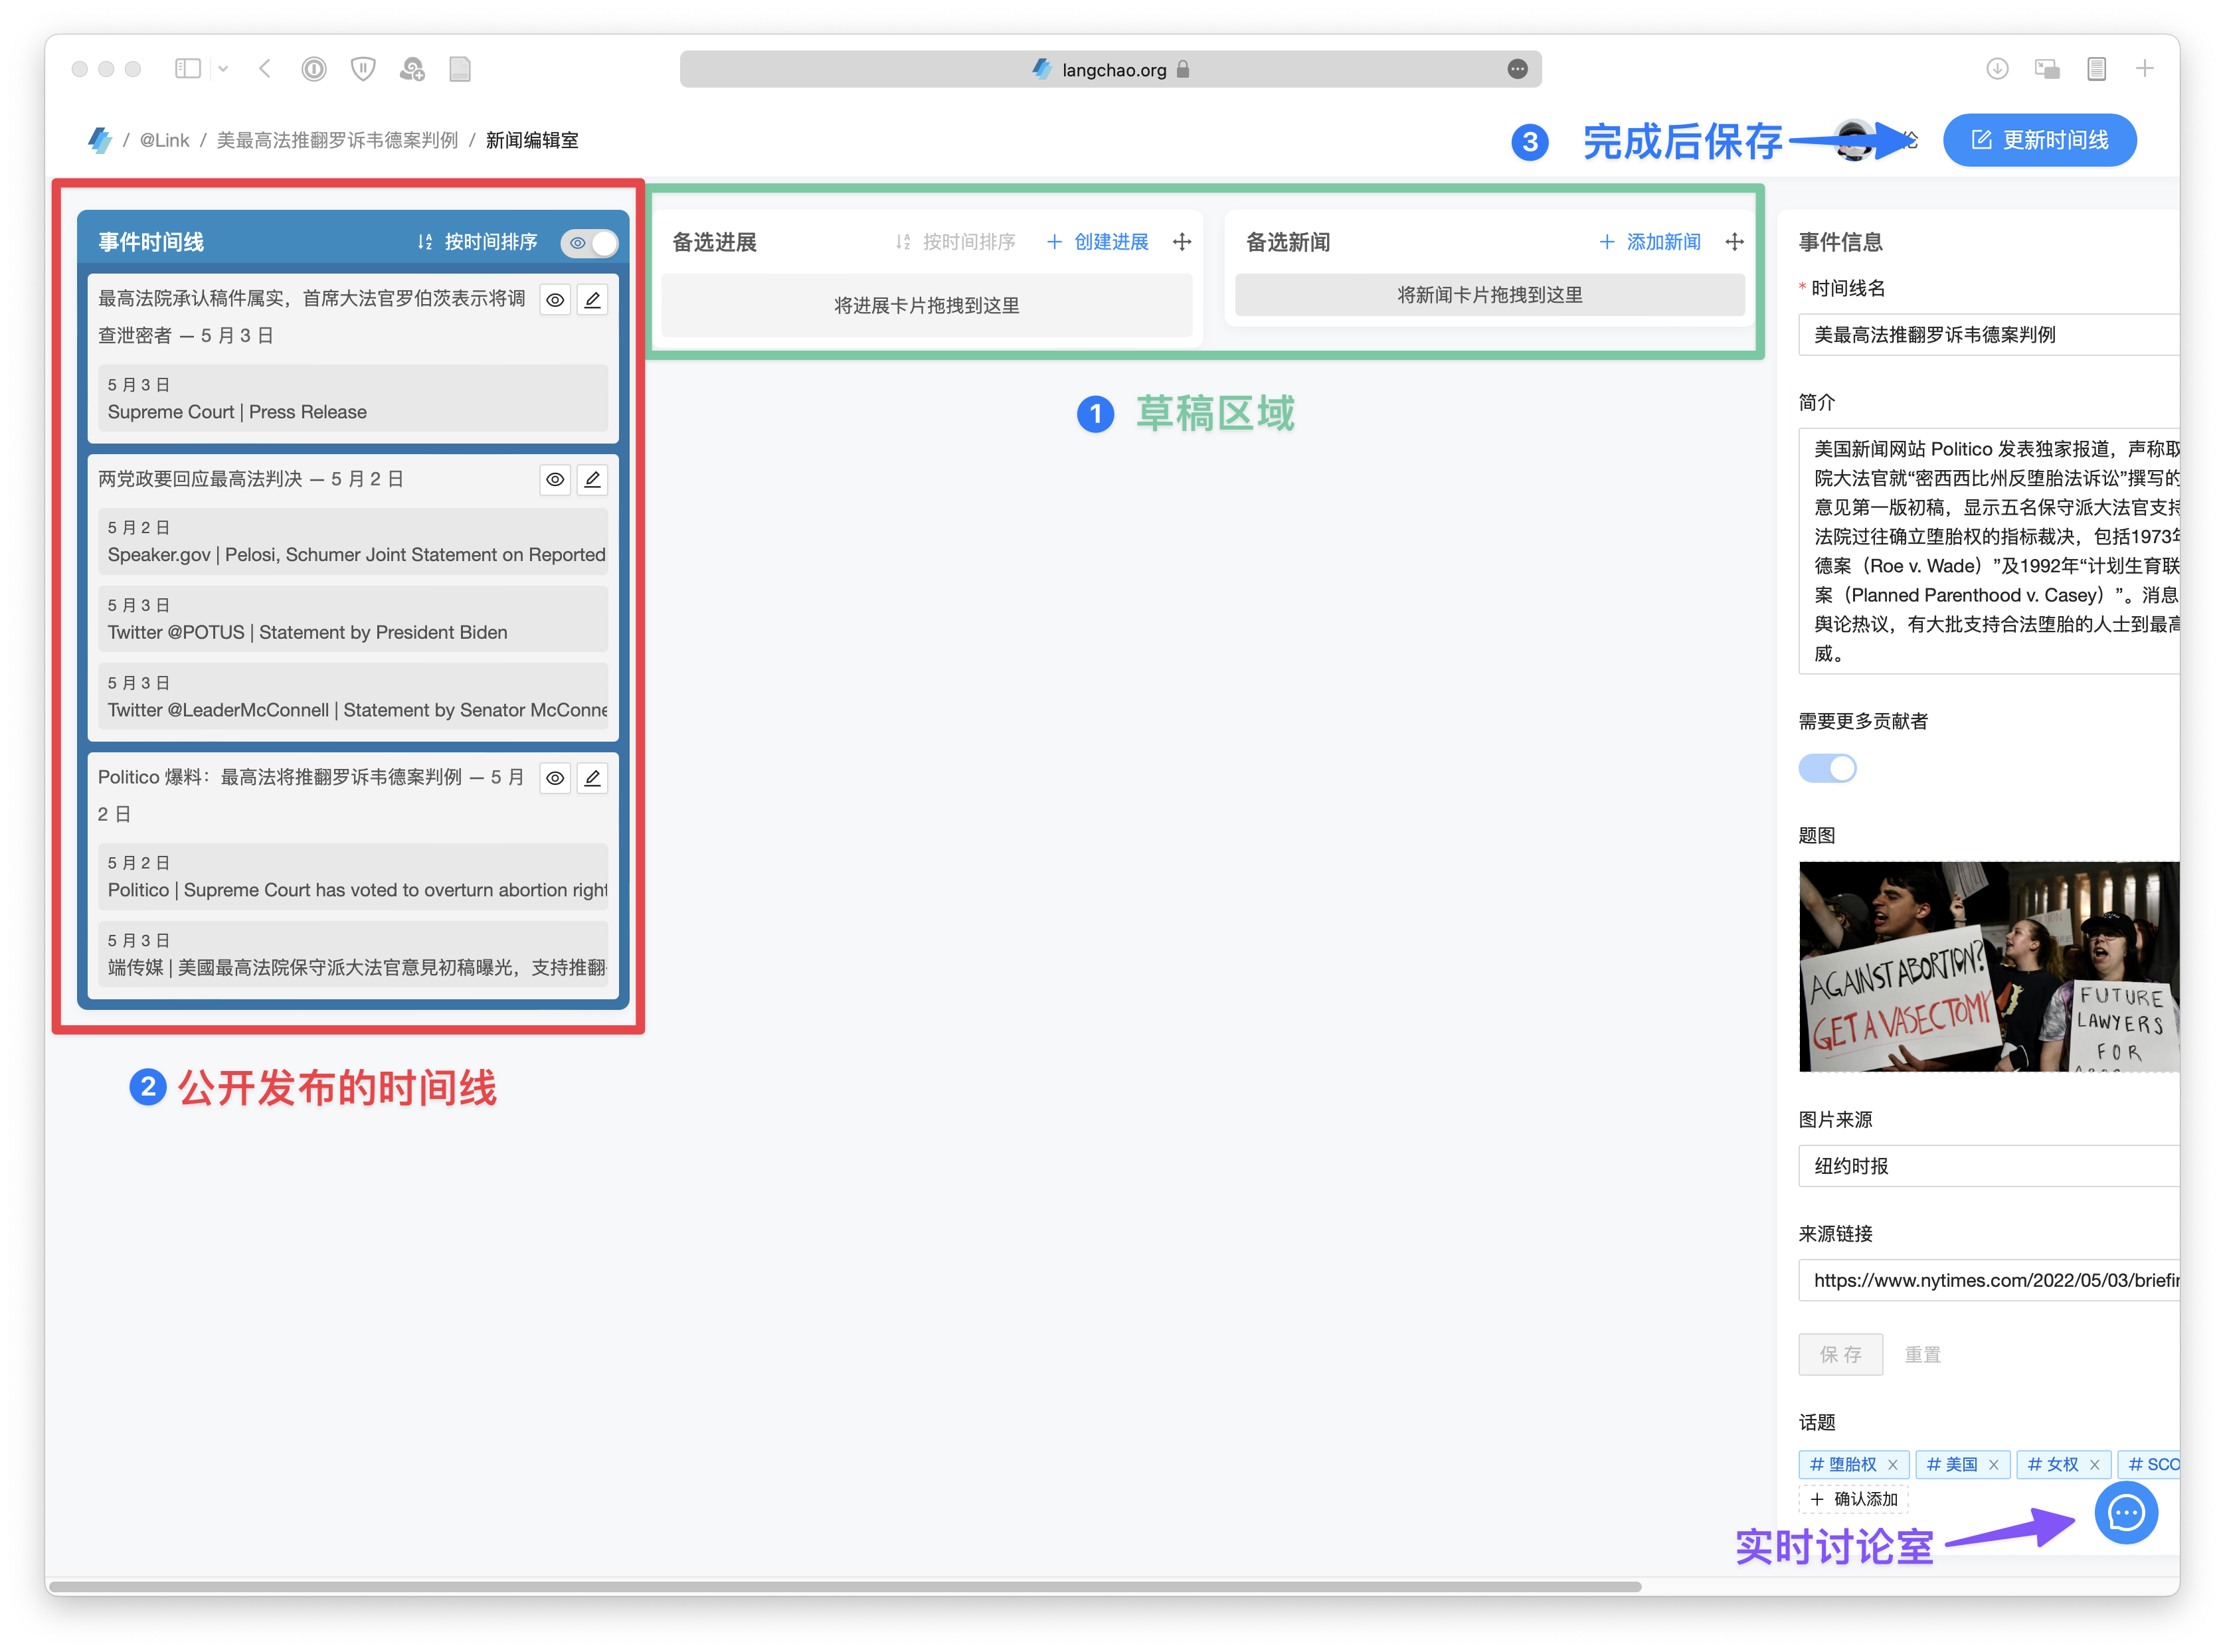 langchao.org
/ @Link / 美最高法推翻罗诉韦德案判例 / 新闻编辑室
3 完成后保存
伦
更新时间线
事件时间线
按时间排序
最高法院承认稿件属实，首席大法官罗伯茨表示将调
查泄密者 — 5 月 3 日
5 月 3 日
Supreme Court | Press Release
两党政要回应最高法判决 — 5 月 2 日
5 月 2 日
Speaker.gov | Pelosi, Schumer Joint Statement on Reported
5 月 3 日
Twitter @POTUS | Statement by President Biden
5 月 3 日
Twitter @LeaderMcConnell | Statement by Senator McConne
Politico 爆料：最高法将推翻罗诉韦德案判例 — 5 月
2 日
5 月 2 日
Politico | Supreme Court has voted to overturn abortion right
5 月 3 日
端传媒 | 美國最高法院保守派大法官意見初稿曝光，支持推翻
2 公开发布的时间线
备选进展
按时间排序
+ 创建进展
将进展卡片拖拽到这里
备选新闻
+ 添加新闻
将新闻卡片拖拽到这里
1 草稿区域
事件信息
* 时间线名
美最高法推翻罗诉韦德案判例
简介
美国新闻网站 Politico 发表独家报道，声称取
院大法官就“密西西比州反堕胎法诉讼”撰写的
意见第一版初稿，显示五名保守派大法官支持
法院过往确立堕胎权的指标裁决，包括1973年
德案（Roe v. Wade）”及1992年“计划生育联
案（Planned Parenthood v. Casey）”。消息
舆论热议，有大批支持合法堕胎的人士到最高
威。
需要更多贡献者
题图
AGAINST ABORTION?
GET A VASECTOMY
FUTURE
LAWYERS
FOR
图片来源
纽约时报
来源链接
https://www.nytimes.com/2022/05/03/briefin
保 存
重置
话题
# 堕胎权 ×
# 美国 ×
# 女权 ×
# SCO
+ 确认添加
实时讨论室